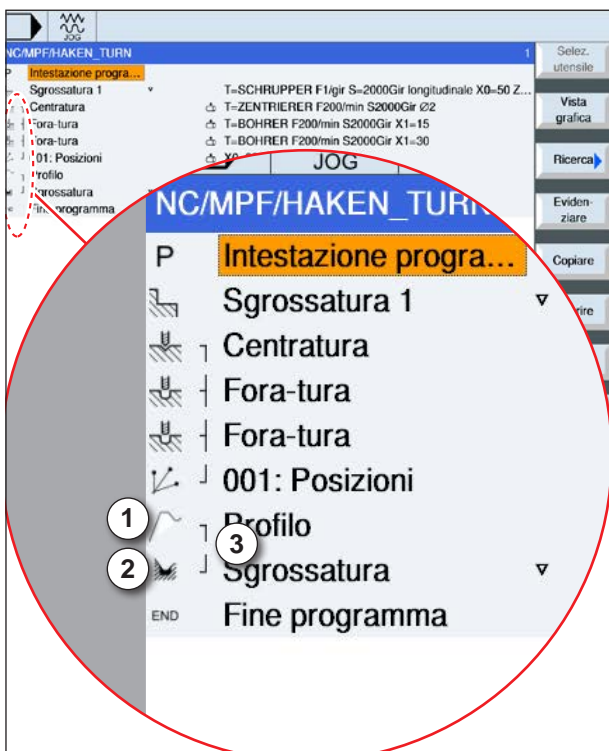 JOG
NC/MPF/HAKEN_TURN 1
P Intestazione progra...
Sgrossatura 1 T=SCHRUPPER F1/gir S=2000Gir longitudinale X0=50 Z...
Centratura T=ZENTRIERER F200/min S2000Gir Ø2
Fora-tura T=BOHRER F200/min S2000Gir X1=15
Fora-tura T=BOHRER F200/min S2000Gir X1=30
001: Posizioni
Profilo
Sgrossatura
Fine programma
Selez.
utensile
Vista
grafica
Ricerca
Eviden-
ziare
Copiare
JOG
NC/MPF/HAKEN_TURN
P Intestazione progra...
Sgrossatura 1
Centratura
Fora-tura
Fora-tura
001: Posizioni
1 Profilo
3
2 Sgrossatura
END Fine programma